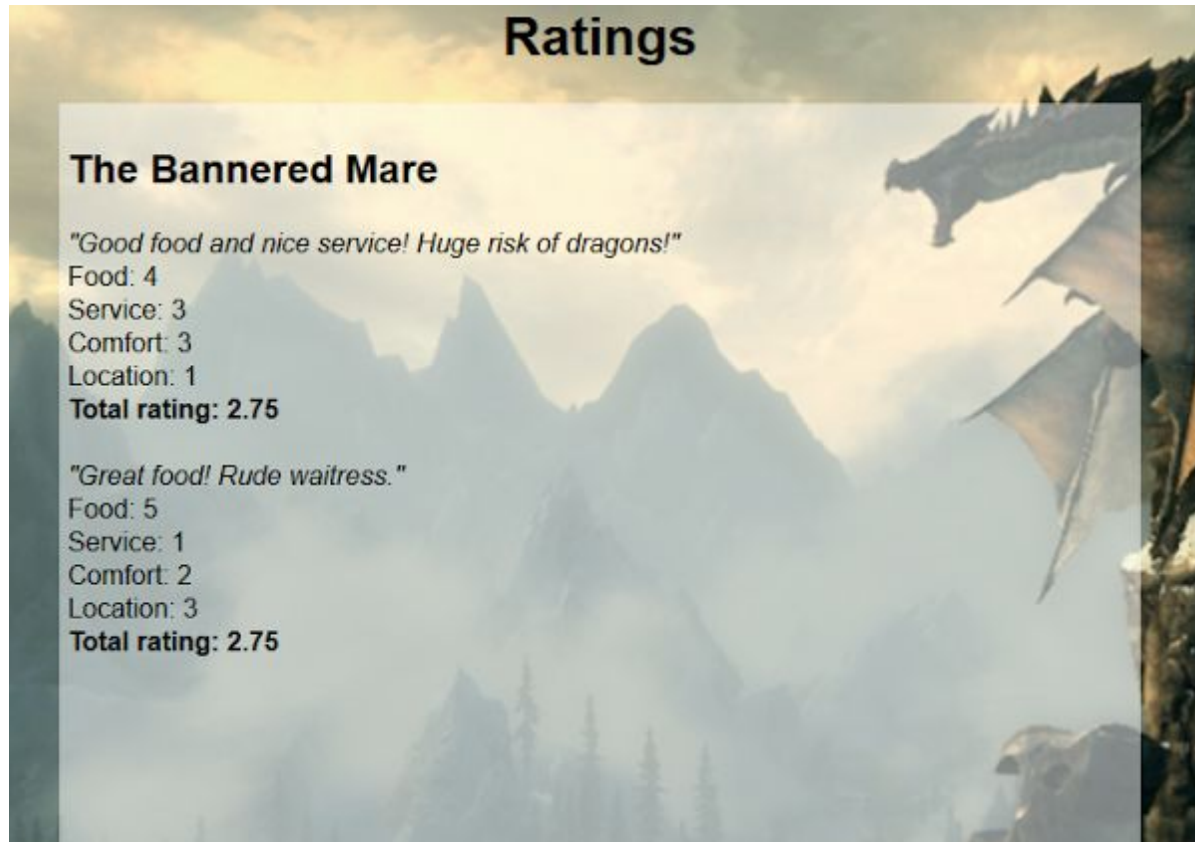 Ratings
The Bannered Mare
"Good food and nice service! Huge risk of dragons!"
Food: 4
Service: 3
Comfort: 3
Location: 1
Total rating: 2.75
"Great food! Rude waitress."
Food: 5
Service: 1
Comfort: 2
Location: 3
Total rating: 2.75